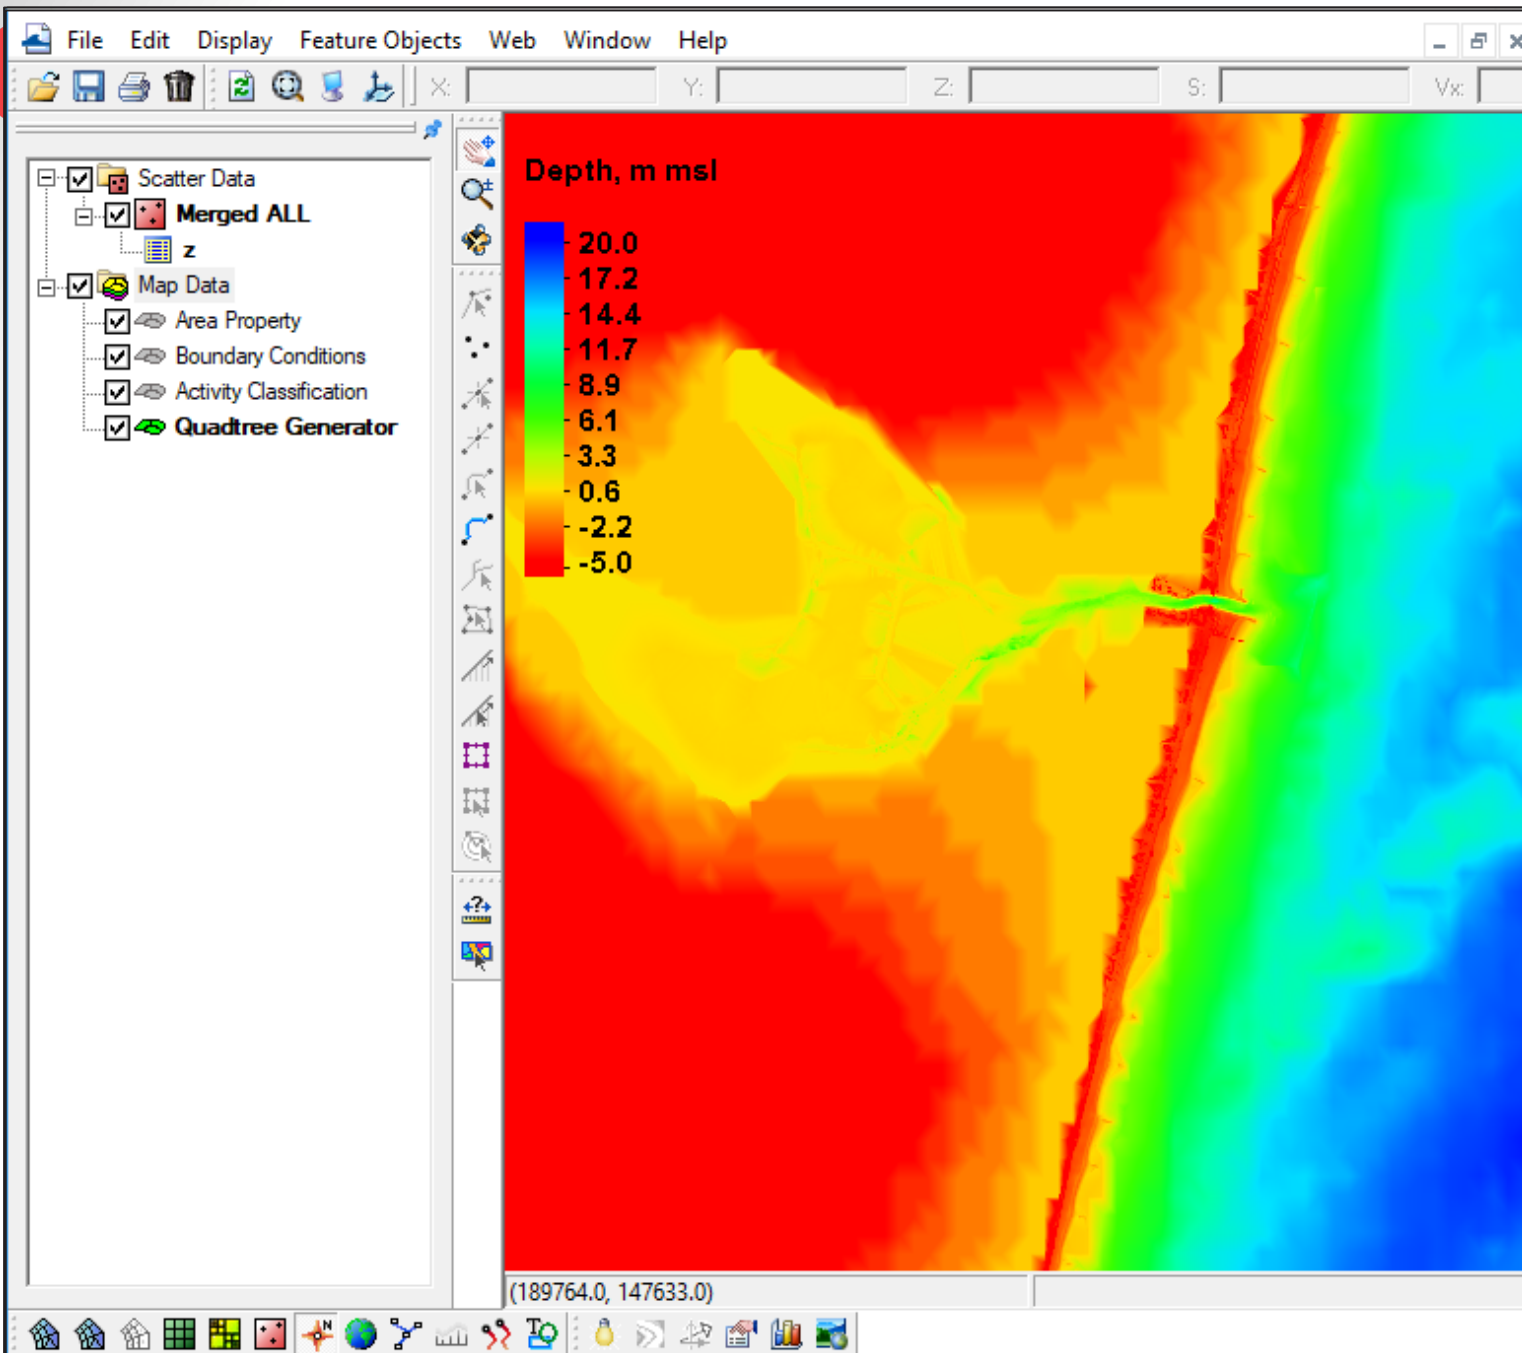 File Edit Display Feature Objects Web Window Help
X: Y: Z: S: Vx:
Scatter Data
Merged ALL
z
Map Data
Area Property
Boundary Conditions
Activity Classification
Quadtree Generator
Depth, m msl
20.0
17.2
14.4
11.7
8.9
6.1
3.3
0.6
-2.2
-5.0
(189764.0, 147633.0)